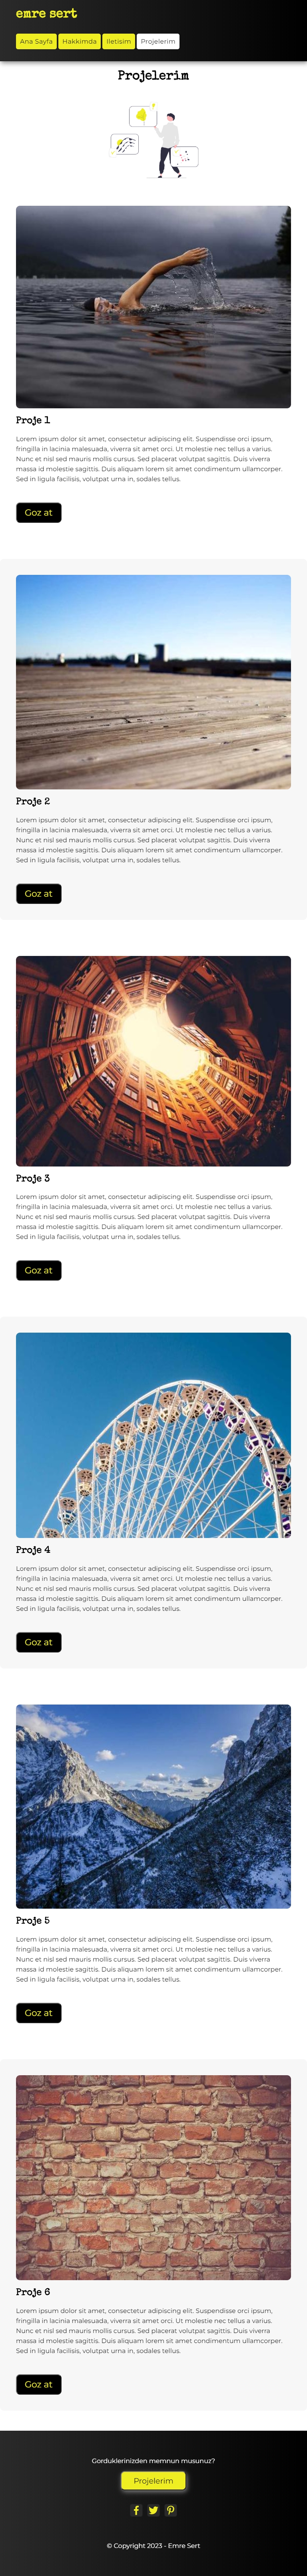 emre sert
Ana Sayfa Hakkimda Iletisim Projelerim
Projelerim
Proje 1
Lorem ipsum dolor sit amet, consectetur adipiscing elit. Suspendisse orci ipsum,
fringilla in lacinia malesuada, viverra sit amet orci. Ut molestie nec tellus a varius.
Nunc et nisl sed mauris mollis cursus. Sed placerat volutpat sagittis. Duis viverra
massa id molestie sagittis. Duis aliquam lorem sit amet condimentum ullamcorper.
Sed in ligula facilisis, volutpat urna in, sodales tellus.
Goz at
Proje 2
Lorem ipsum dolor sit amet, consectetur adipiscing elit. Suspendisse orci ipsum,
fringilla in lacinia malesuada, viverra sit amet orci. Ut molestie nec tellus a varius.
Nunc et nisl sed mauris mollis cursus. Sed placerat volutpat sagittis. Duis viverra
massa id molestie sagittis. Duis aliquam lorem sit amet condimentum ullamcorper.
Sed in ligula facilisis, volutpat urna in, sodales tellus.
Goz at
Proje 3
Lorem ipsum dolor sit amet, consectetur adipiscing elit. Suspendisse orci ipsum,
fringilla in lacinia malesuada, viverra sit amet orci. Ut molestie nec tellus a varius.
Nunc et nisl sed mauris mollis cursus. Sed placerat volutpat sagittis. Duis viverra
massa id molestie sagittis. Duis aliquam lorem sit amet condimentum ullamcorper.
Sed in ligula facilisis, volutpat urna in, sodales tellus.
Goz at
Proje 4
Lorem ipsum dolor sit amet, consectetur adipiscing elit. Suspendisse orci ipsum,
fringilla in lacinia malesuada, viverra sit amet orci. Ut molestie nec tellus a varius.
Nunc et nisl sed mauris mollis cursus. Sed placerat volutpat sagittis. Duis viverra
massa id molestie sagittis. Duis aliquam lorem sit amet condimentum ullamcorper.
Sed in ligula facilisis, volutpat urna in, sodales tellus.
Goz at
Proje 5
Lorem ipsum dolor sit amet, consectetur adipiscing elit. Suspendisse orci ipsum,
fringilla in lacinia malesuada, viverra sit amet orci. Ut molestie nec tellus a varius.
Nunc et nisl sed mauris mollis cursus. Sed placerat volutpat sagittis. Duis viverra
massa id molestie sagittis. Duis aliquam lorem sit amet condimentum ullamcorper.
Sed in ligula facilisis, volutpat urna in, sodales tellus.
Goz at
Proje 6
Lorem ipsum dolor sit amet, consectetur adipiscing elit. Suspendisse orci ipsum,
fringilla in lacinia malesuada, viverra sit amet orci. Ut molestie nec tellus a varius.
Nunc et nisl sed mauris mollis cursus. Sed placerat volutpat sagittis. Duis viverra
massa id molestie sagittis. Duis aliquam lorem sit amet condimentum ullamcorper.
Sed in ligula facilisis, volutpat urna in, sodales tellus.
Goz at
Gorduklerinizden memnun musunuz?
Projelerim
© Copyright 2023 - Emre Sert